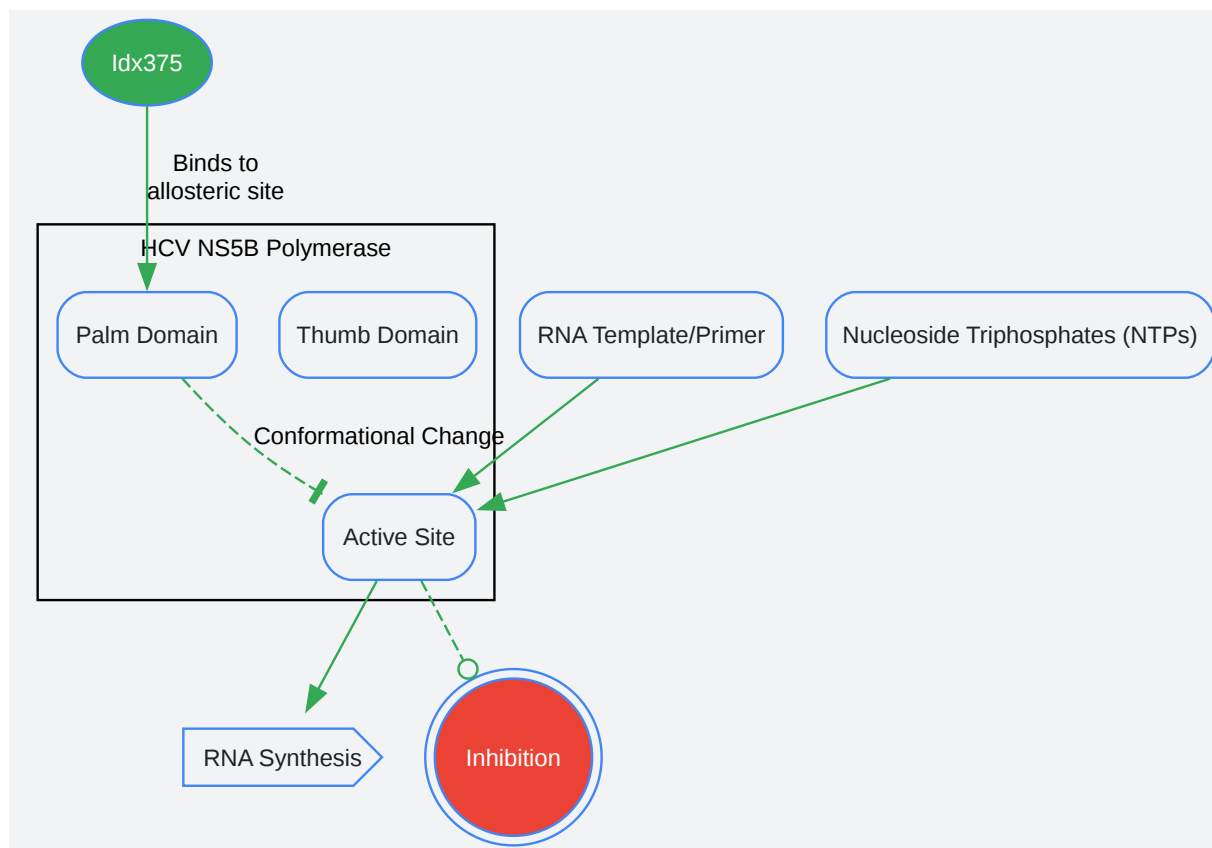 Idx375
Binds to
allosteric site
HCV NS5B Polymerase
Palm Domain
Thumb Domain
RNA Template/Primer
Nucleoside Triphosphates (NTPs)
Conformational Change
Active Site
RNA Synthesis
Inhibition